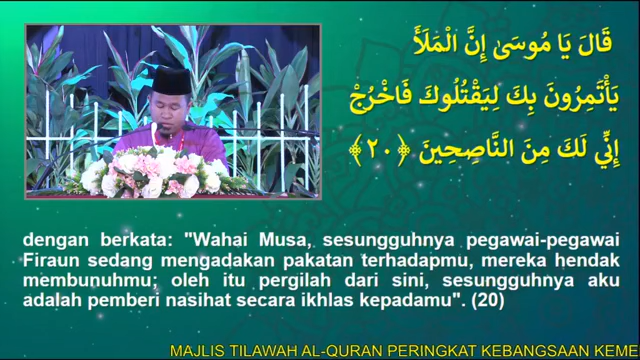 قَالَ يَا مُوسَىٰ إِنَّ الْمَلَأَ
يَأْتَمِرُونَ بِكَ لِيَقْتُلُوكَ فَاخْرُجْ
إِنِّي لَكَ مِنَ النَّاصِحِينَ ﴿٢٠﴾
dengan berkata: "Wahai Musa, sesungguhnya pegawai-pegawai
Firaun sedang mengadakan pakatan terhadapmu, mereka hendak
membunuhmu; oleh itu pergilah dari sini, sesungguhnya aku
adalah pemberi nasihat secara ikhlas kepadamu". (20)
MAJLIS TILAWAH AL-QURAN PERINGKAT KEBANGSAAN KEME